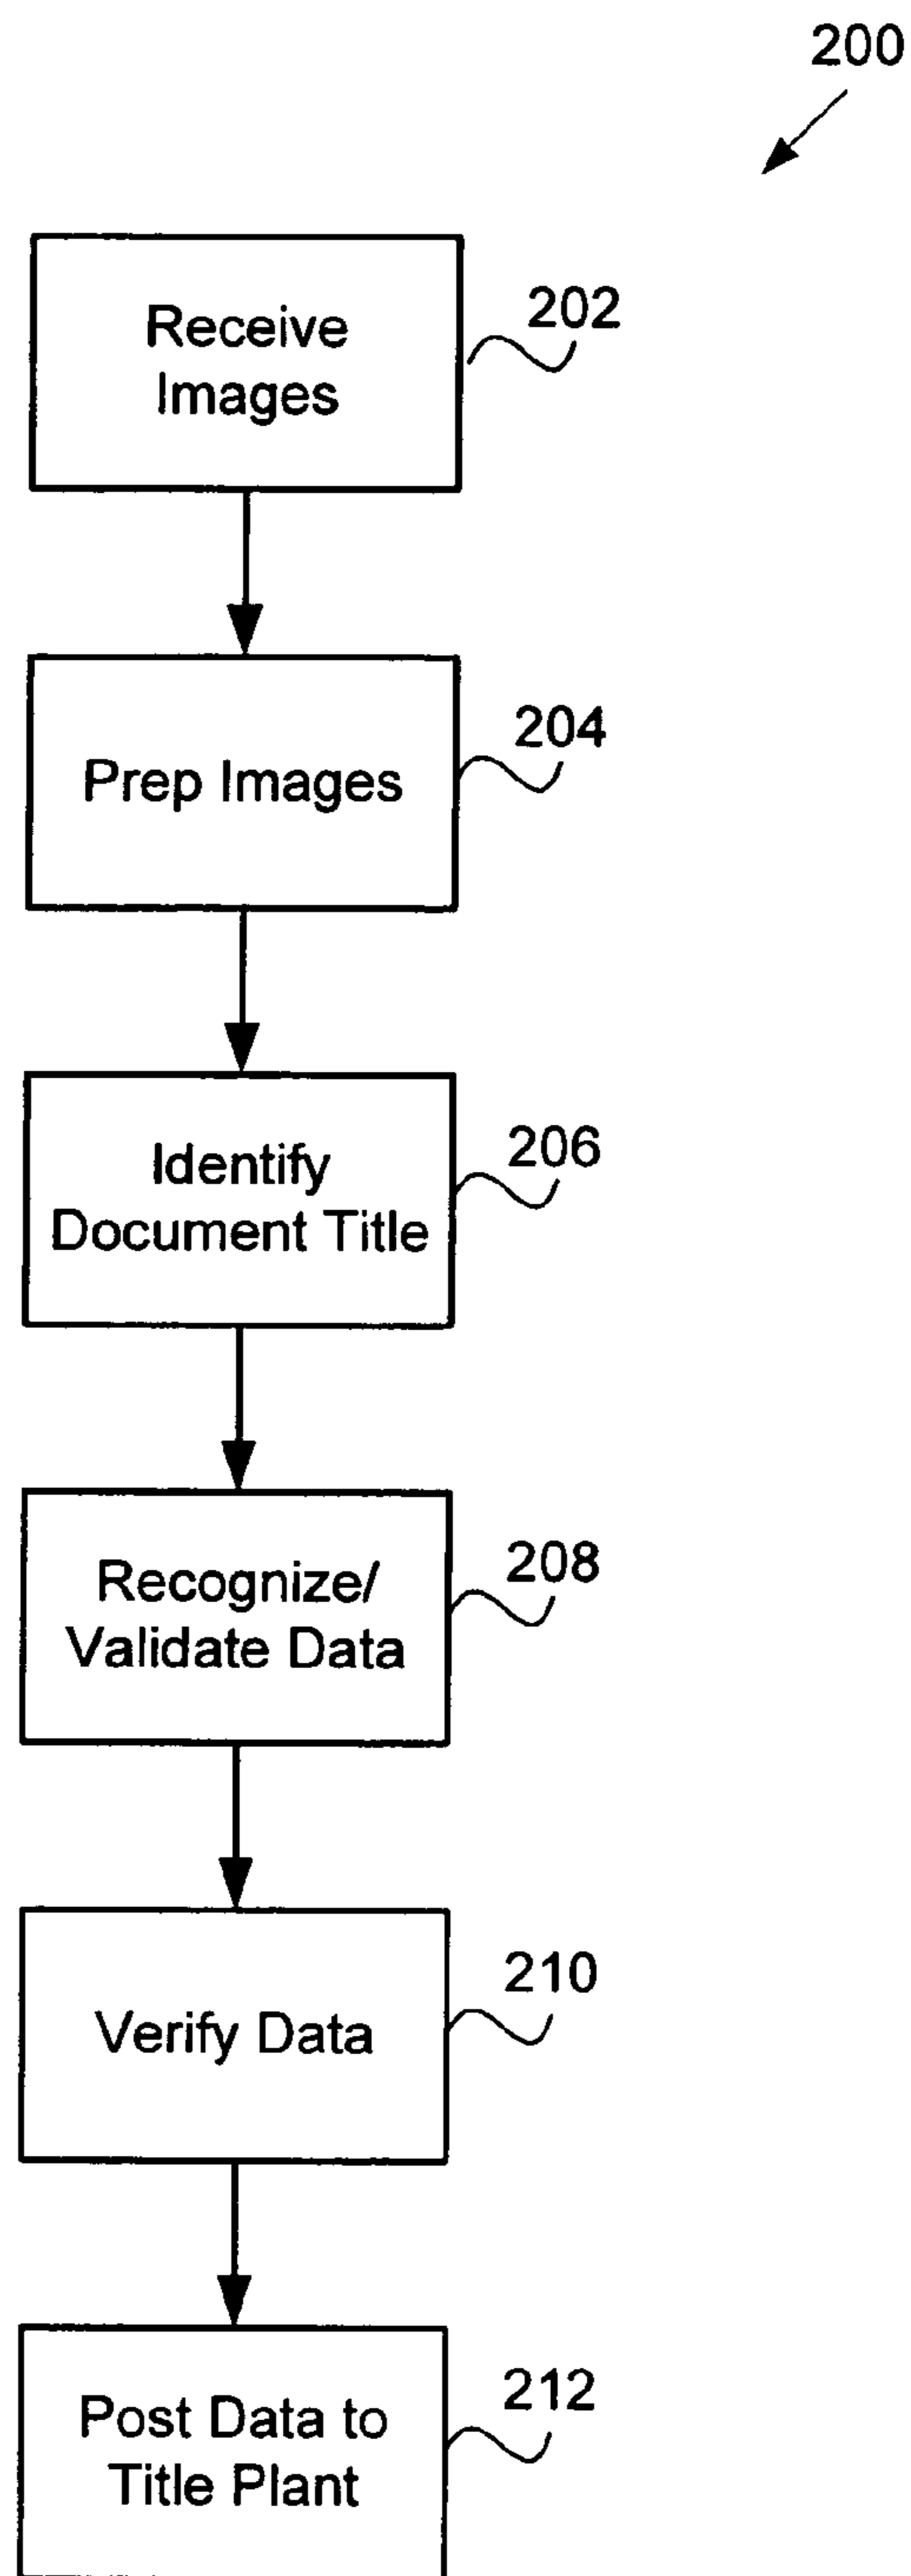 200
Receive
Images
202
Prep Images
204
Identify
Document Title
206
Recognize/
Validate Data
208
Verify Data
210
Post Data to
Title Plant
212